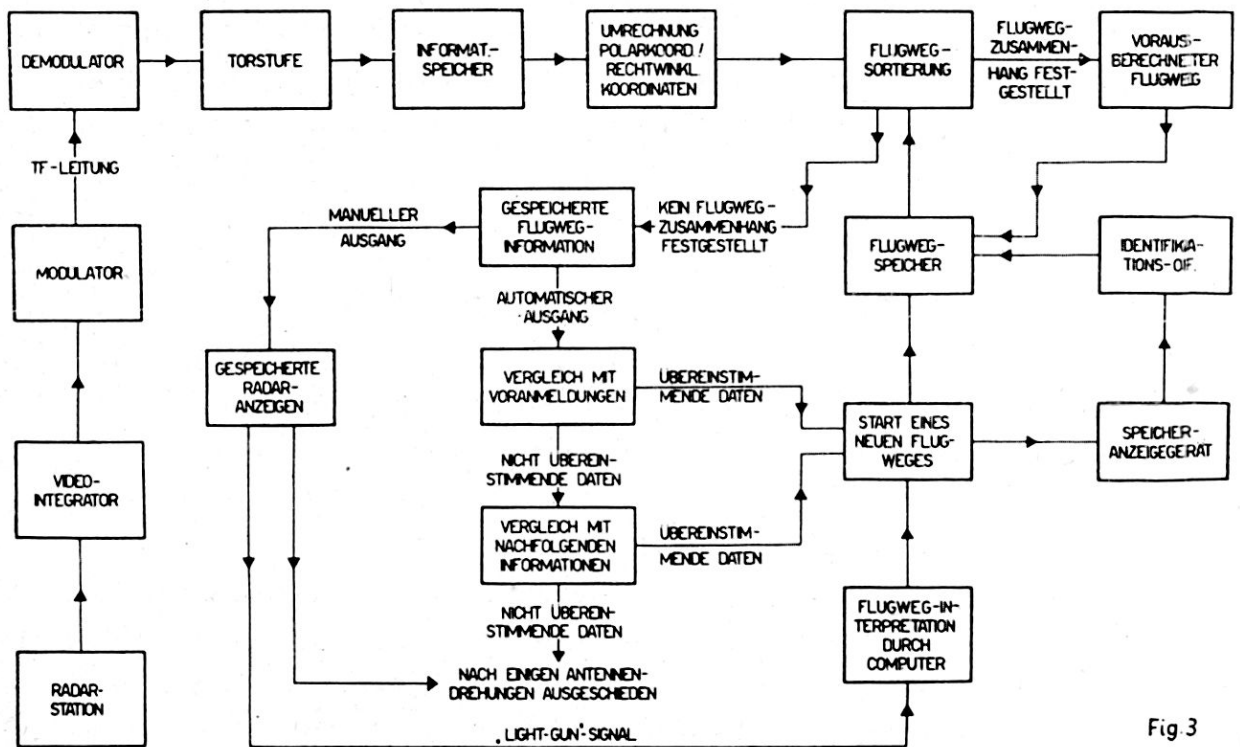 DEMODULATOR
TORSTUFE
INFORMAT.-
SPEICHER
UMRECHNUNG
POLARKOORD./
RECHTWINKL.
KOORDINATEN
FLUGWEG-
SORTIERUNG
FLUGWEG-
ZUSAMMEN-
HANG FEST-
GESTELLT
VORAUS-
BERECHNETER
FLUGWEG
TF-LEITUNG
MANUELLER
AUSGANG
GESPEICHERTE
FLUGWEG-
INFORMATION
KEIN FLUGWEG-
ZUSAMMENHANG
FESTGESTELLT
FLUGWEG-
SPEICHER
IDENTIFIKA-
TIONS-OIF.
MODULATOR
AUTOMATISCHER
AUSGANG
GESPEICHERTE
RADAR-
ANZEIGEN
VERGLEICH MIT
VORANMELDUNGEN
ÜBEREINSTIM-
MENDE DATEN
START EINES
NEUEN FLUG-
WEGES
SPEICHER-
ANZEIGEGERÄT
VIDEO-
INTEGRATOR
NICHT ÜBEREIN-
STIMMENDE DATEN
VERGLEICH MIT
NACHFOLGENDEN
INFORMATIONEN
ÜBEREINSTIM-
MENDE DATEN
FLUGWEG-IN-
TERPRETATION
DURCH
COMPUTER
NICHT ÜBEREIN-
STIMMENDE DATEN
RADAR-
STATION
NACH EINIGEN ANTENNEN-
DREHUNGEN AUSGESCHIEDEN
„LIGHT-GUN“-SIGNAL
Fig. 3